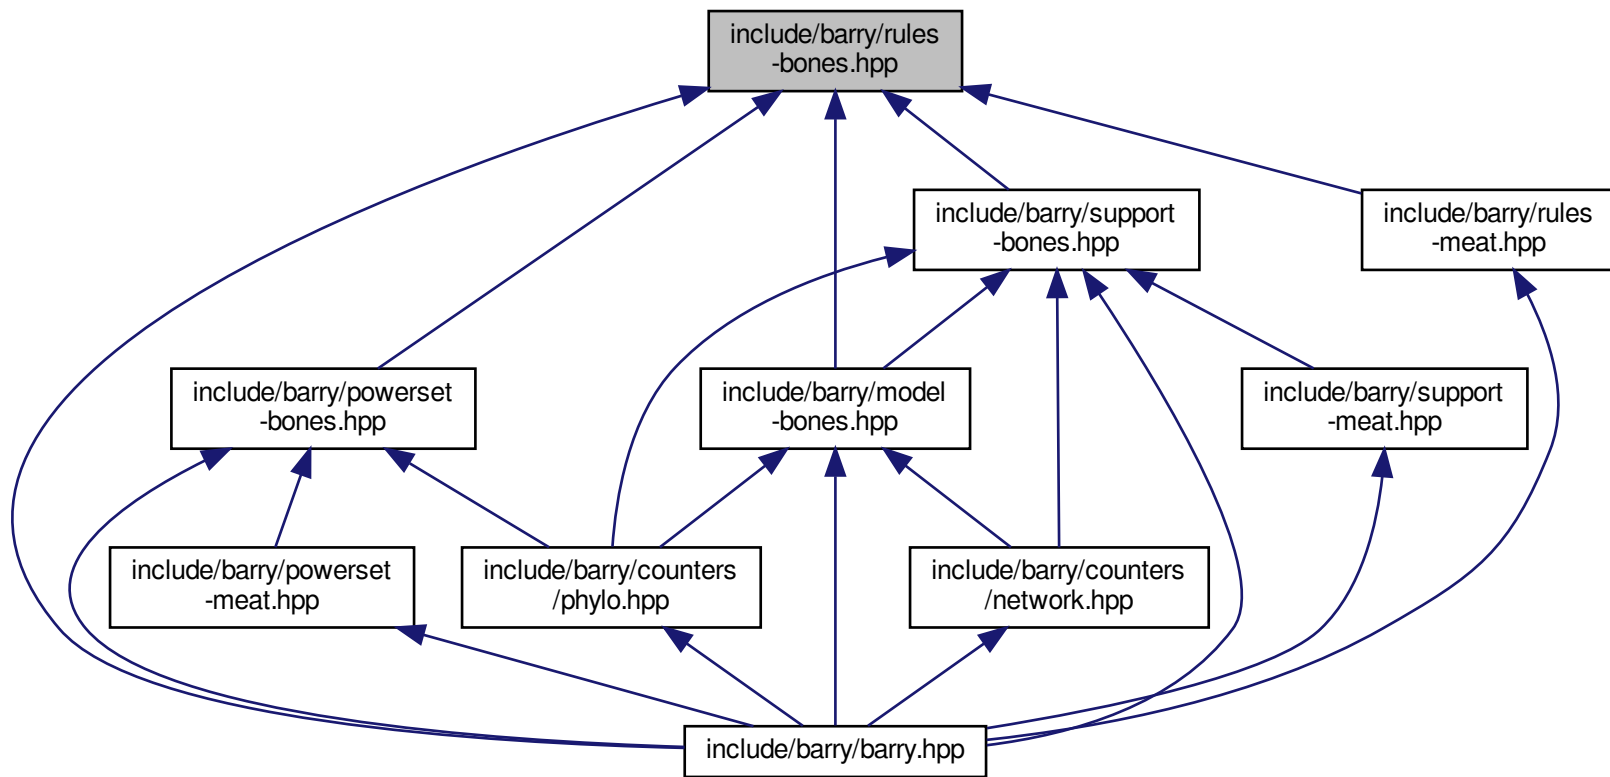 include/barry/rules
-bones.hpp
include/barry/support
-bones.hpp
include/barry/rules
-meat.hpp
include/barry/powerset
-bones.hpp
include/barry/model
-bones.hpp
include/barry/support
-meat.hpp
include/barry/powerset
-meat.hpp
include/barry/counters
/phylo.hpp
include/barry/counters
/network.hpp
include/barry/barry.hpp